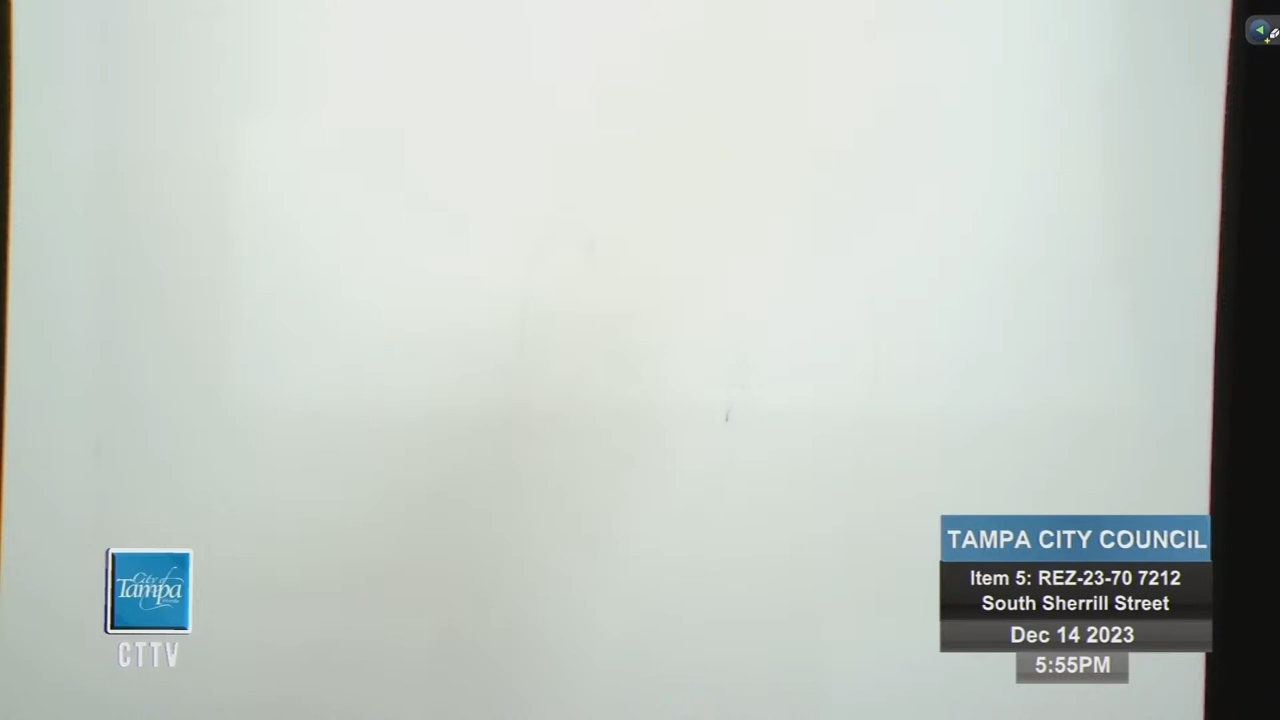 TAMPA CITY COUNCIL
Item 5: REZ-23-70 7212
South Sherrill Street
Dec 14 2023
5:55PM
City of
Tampa
CTTV